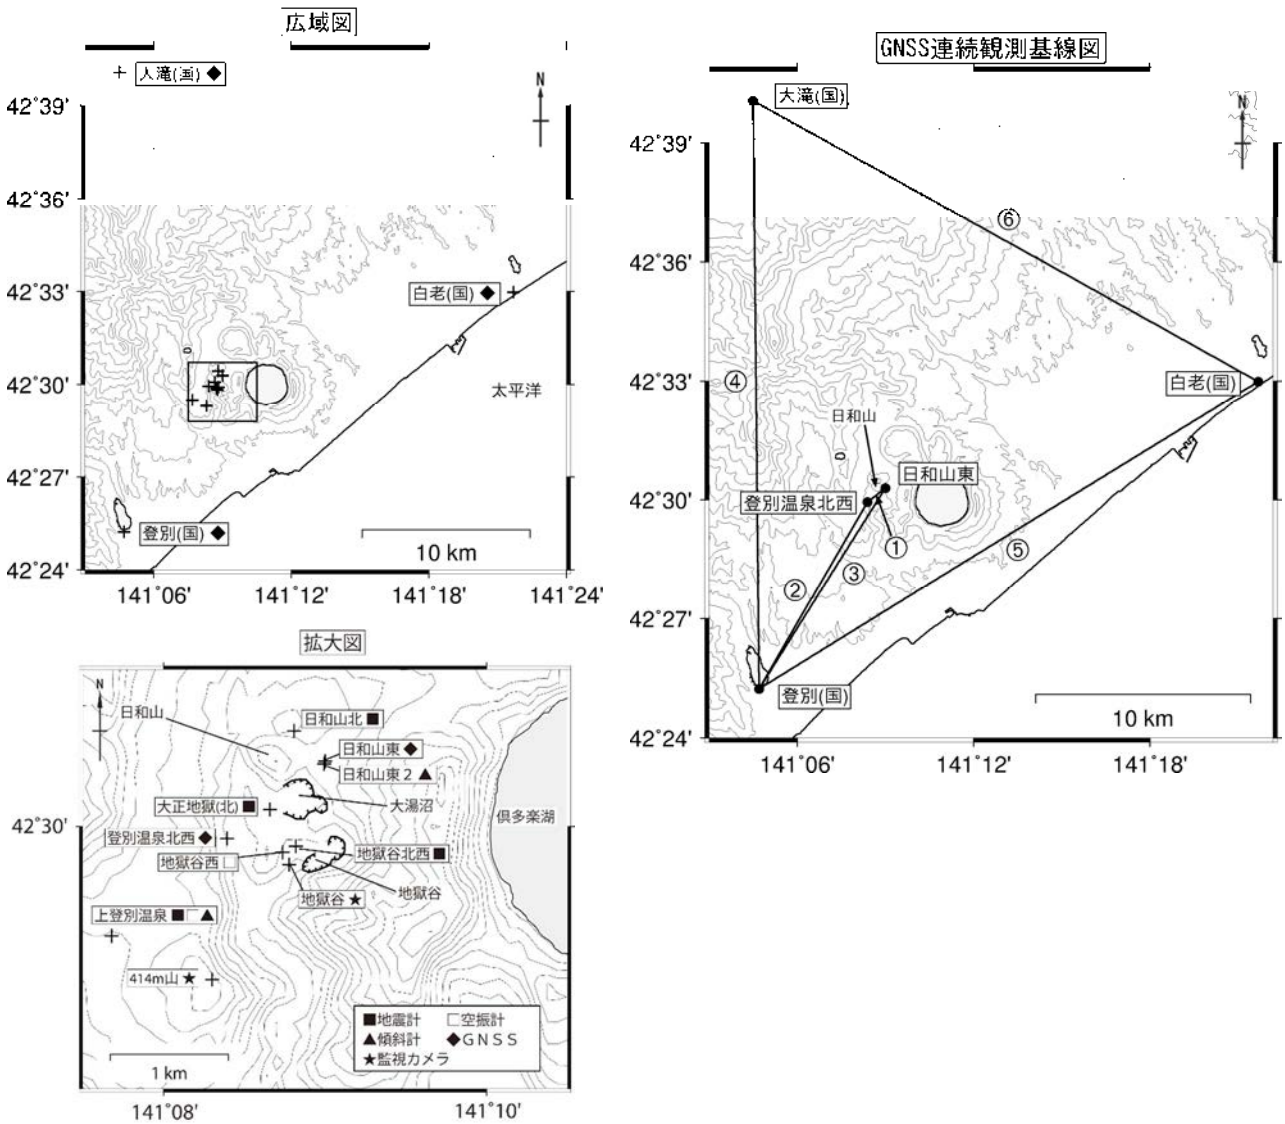 広域図
人滝(国)◆
N
42°39'
42°36'
42°33'
42°30'
42°27'
42°24'
白老(国)◆
太平洋
登別(国)◆
10 km
141°06'
141°12'
141°18'
141°24'
GNSS連続観測基線図
大滝(国)
N
42°39'
42°36'
42°33'
42°30'
42°27'
42°24'
⑥
④
白老(国)
日和山
日和山東
登別温泉北西
①
⑤
③
②
登別(国)
10 km
141°06'
141°12'
141°18'
拡大図
N
日和山
日和山北■
日和山東◆
日和山東2▲
大湯沼
大正地獄(北)■
42°30'
倶多楽湖
登別温泉北西◆
地獄谷西□
地獄谷北西■
地獄谷★
地獄谷
上登別温泉■□▲
414m山★
■地震計 □空振計
▲傾斜計 ◆GNSS
★監視カメラ
1 km
141°08'
141°10'